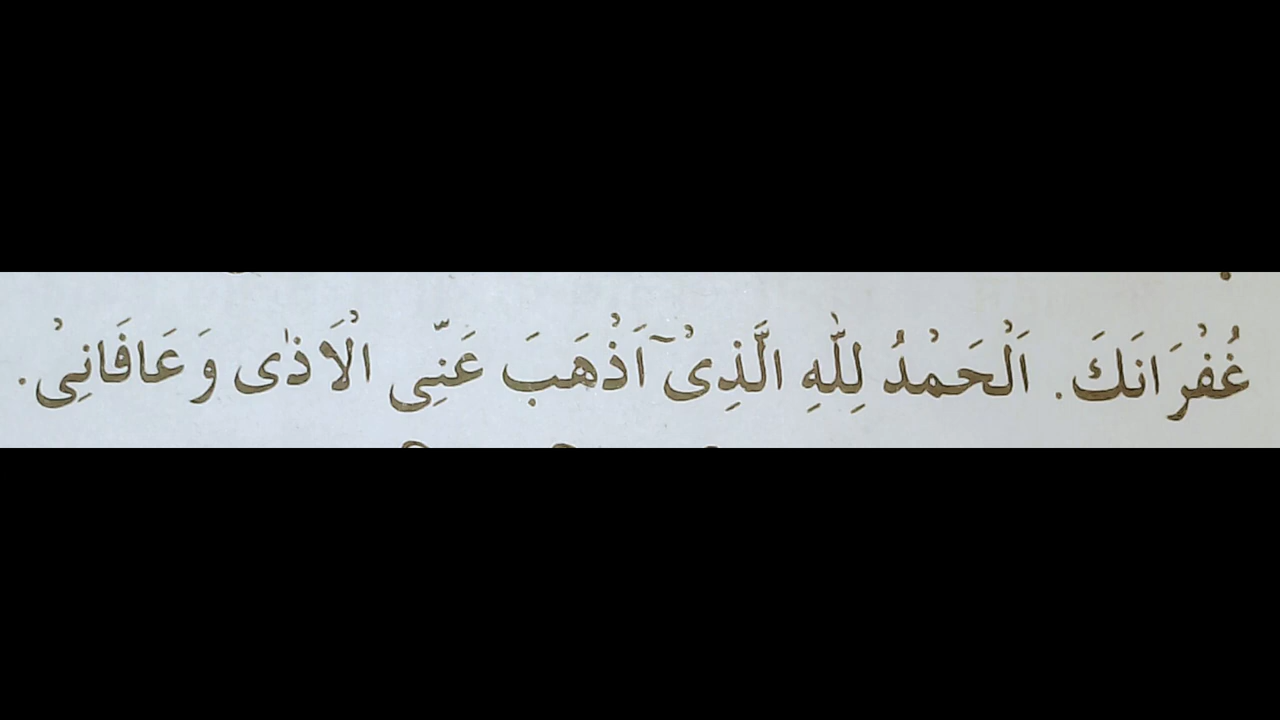 غُفْرَانَكَ. اَلْحَمْدُ لِلّٰهِ الَّذِىْٓ اَذْهَبَ عَنِّى الْاَذٰى وَعَافَانِىْ.